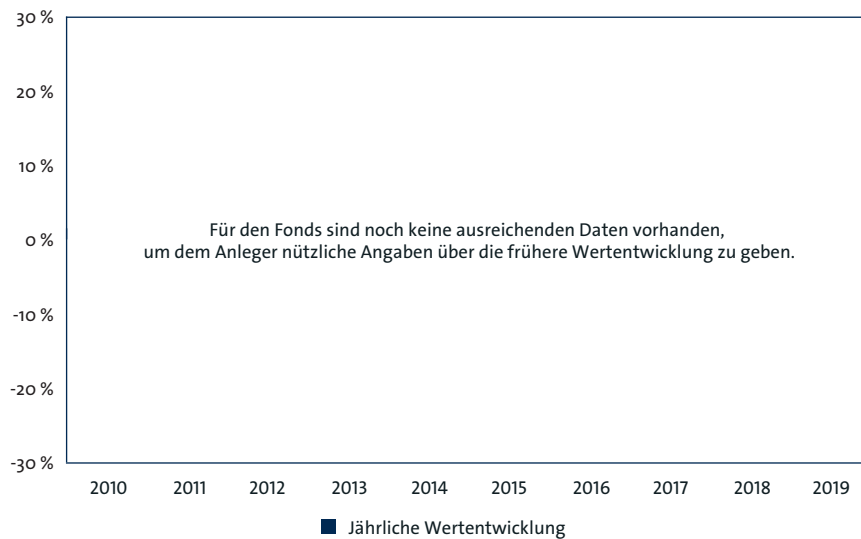 30 %
20 %
10 %
0 %
-10 %
-20 %
-30 %
Für den Fonds sind noch keine ausreichenden Daten vorhanden,
um dem Anleger nützliche Angaben über die frühere Wertentwicklung zu geben.
2010 2011 2012 2013 2014 2015 2016 2017 2018 2019
Jährliche Wertentwicklung